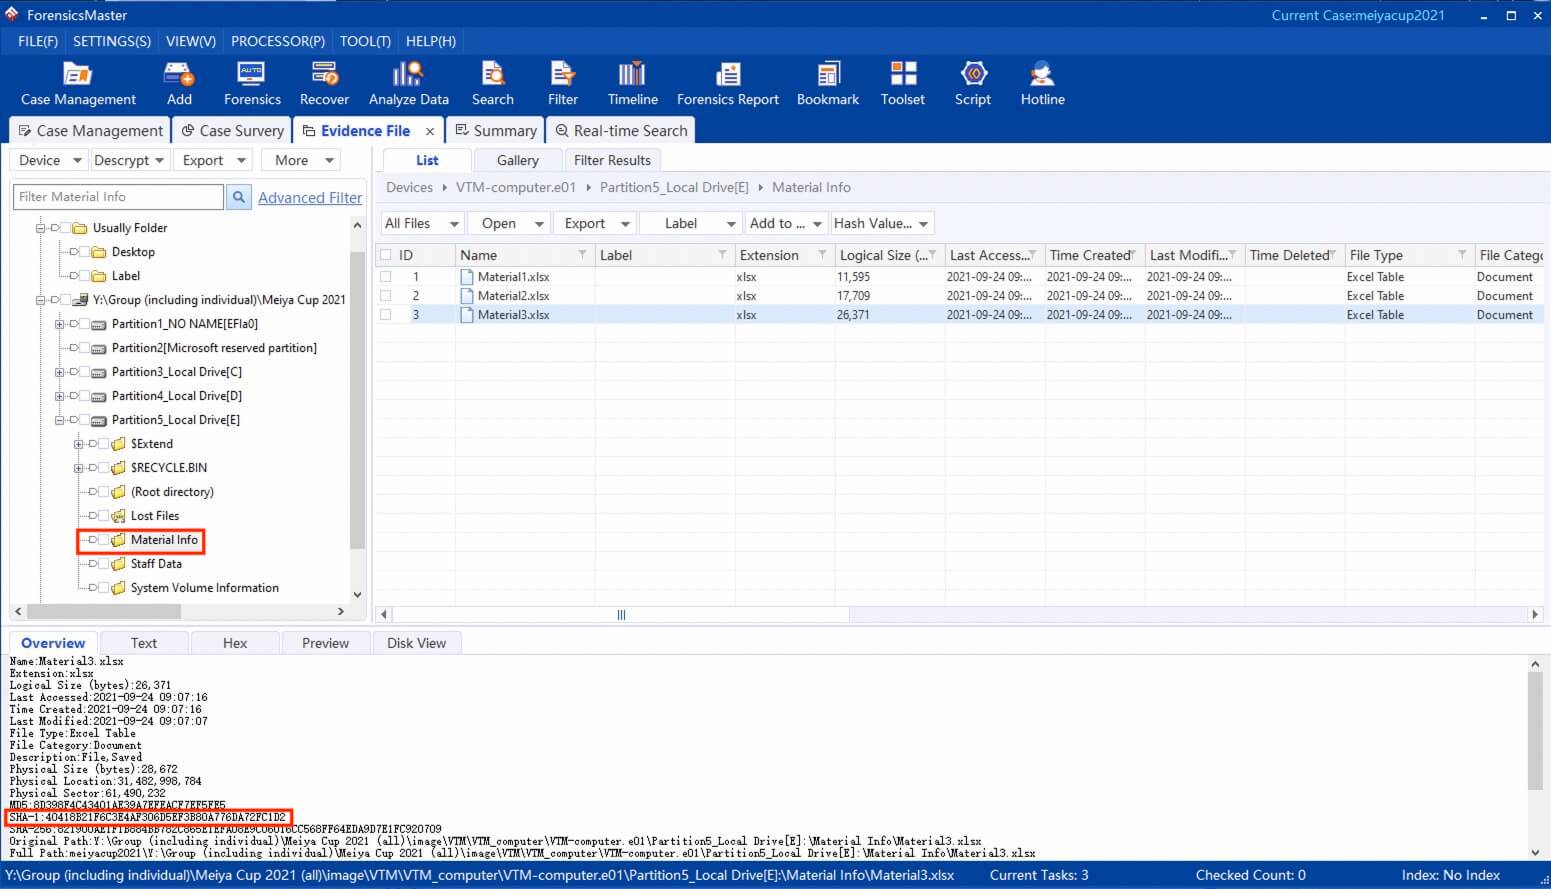 ForensicsMaster
Current Case:meiyacup2021
FILE(F) SETTINGS(S) VIEW(V) PROCESSOR(P) TOOL(T) HELP(H)
AUTO
Case Management Add Forensics Recover Analyze Data Search Filter Timeline Forensics Report Bookmark Toolset Script Hotline
Case Management Case Survery Evidence File Summary Real-time Search
Device Descrypt Export More
Filter Material Info Advanced Filter
Usually Folder
Desktop
Label
Y:\Group (including individual)\Meiya Cup 2021
Partition1_NO NAME[EFIa0]
Partition2[Microsoft reserved partition]
Partition3_Local Drive[C]
Partition4_Local Drive[D]
Partition5_Local Drive[E]
$Extend
$RECYCLE.BIN
(Root directory)
Lost Files
Material Info
Staff Data
System Volume Information
List Gallery Filter Results
Devices VTM-computer.e01 Partition5_Local Drive[E] Material Info
All Files Open Export Label Add to ... Hash Value...
ID Name Label Extension Logical Size (... Last Access... Time Created Last Modifi... Time Deleted File Type File Categ
1 Material1.xlsx xlsx 11,595 2021-09-24 09:... 2021-09-24 09:... 2021-09-24 09:... Excel Table Document
2 Material2.xlsx xlsx 17,709 2021-09-24 09:... 2021-09-24 09:... 2021-09-24 09:... Excel Table Document
3 Material3.xlsx xlsx 26,371 2021-09-24 09:... 2021-09-24 09:... 2021-09-24 09:... Excel Table Document
Overview Text Hex Preview Disk View
Name:Material3.xlsx
Extension:xlsx
Logical Size (bytes):26,371
Last Accessed:2021-09-24 09:07:16
Time Created:2021-09-24 09:07:16
Last Modified:2021-09-24 09:07:07
File Type:Excel Table
File Category:Document
Description:File,Saved
Physical Size (bytes):28,672
Physical Location:31,482,998,784
Physical Sector:61,490,232
MD5:8D398F4C43401AE39A7EFEACF7EF5FE5
SHA-1:40418B21F6C3E4AF306D5EF3B80A776DA72FC1D2
Original Path:Y:\Group (including individual)\Meiya Cup 2021 (all)\image\VTM\VTM_computer\VTM-computer.e01\Partition5_Local Drive[E]:\Material Info\Material3.xlsx
Full Path:meiyacup2021\Y:\Group (including individual)\Meiya Cup 2021 (all)\image\VTM\VTM_computer\VTM-computer.e01\Partition5_Local Drive[E]:\Material Info\Material3.xlsx
Y:\Group (including individual)\Meiya Cup 2021 (all)\image\VTM\VTM_computer\VTM-computer.e01\Partition5_Local Drive[E]:\Material Info\Material3.xlsx Current Tasks: 3 Checked Count: 0 Index: No Index